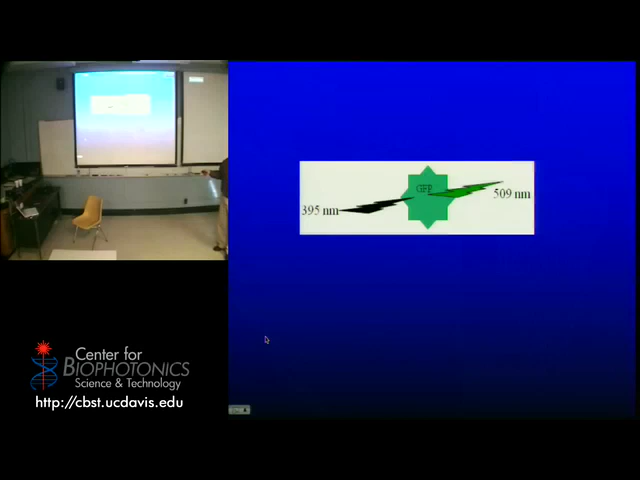 GFP
395 nm
509 nm
Center for
BIOPHOTONICS
Science & Technology
http://cbst.ucdavis.edu